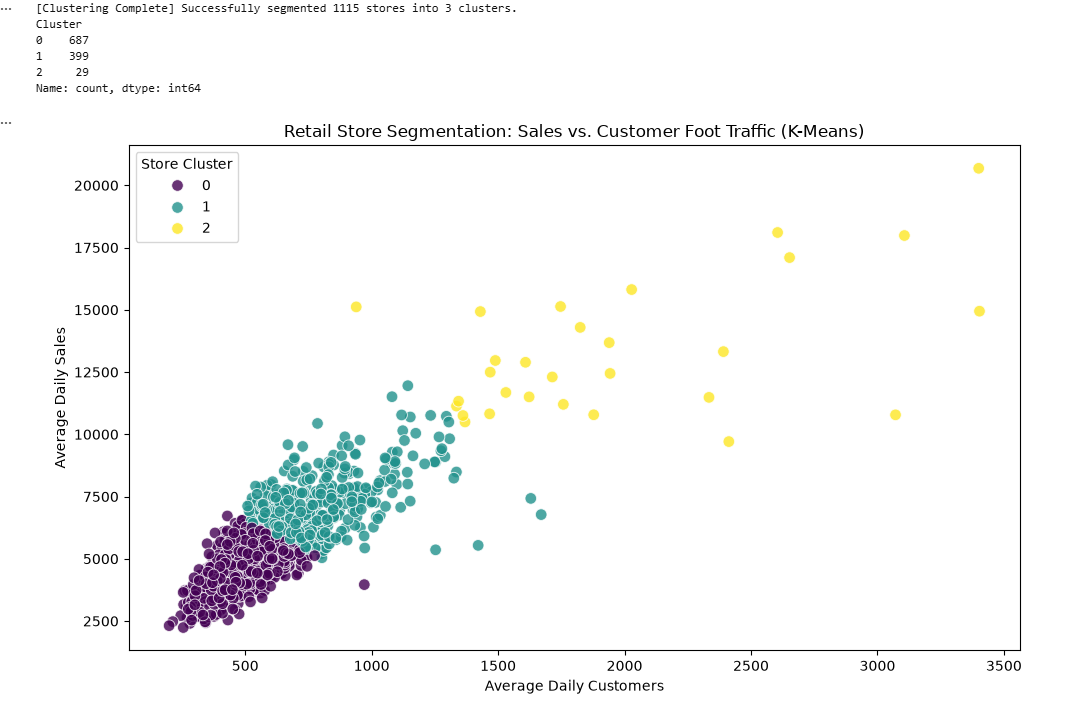 ... [Clustering Complete] Successfully segmented 1115 stores into 3 clusters.
Cluster
0    687
1    399
2     29
Name: count, dtype: int64
...
Retail Store Segmentation: Sales vs. Customer Foot Traffic (K-Means)
Store Cluster
0
1
2
20000
17500
15000
12500
10000
7500
5000
2500
Average Daily Sales
500 1000 1500 2000 2500 3000 3500
Average Daily Customers